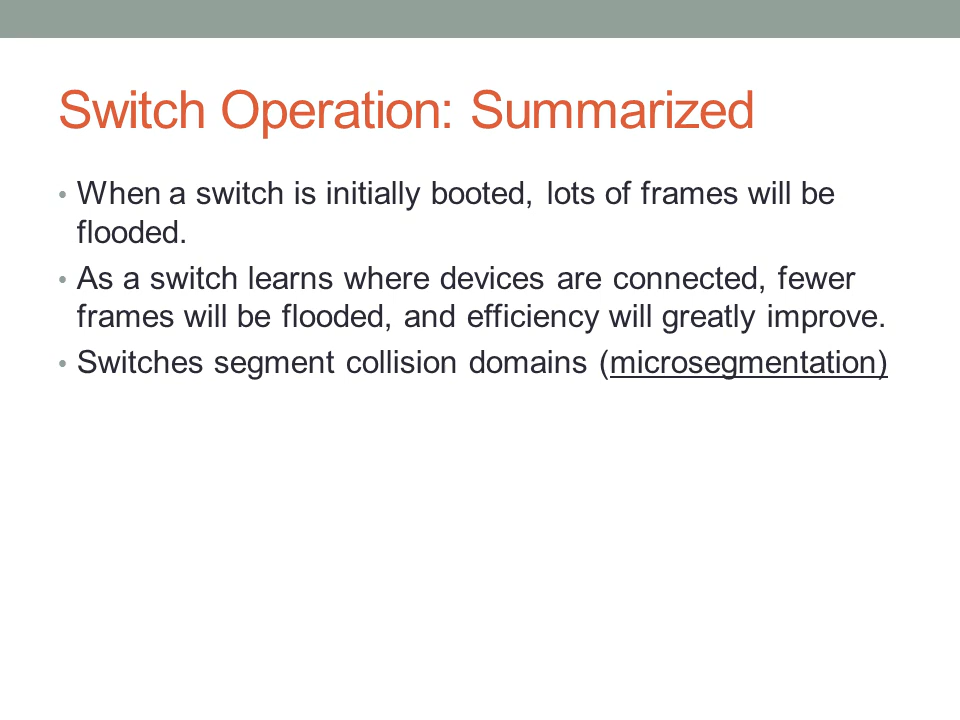 Switch Operation: Summarized
• When a switch is initially booted, lots of frames will be
flooded.
• As a switch learns where devices are connected, fewer
frames will be flooded, and efficiency will greatly improve.
• Switches segment collision domains (microsegmentation)